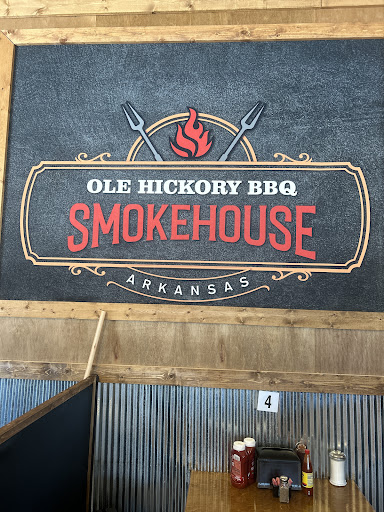 OLE HICKORY BBQ
SMOKEHOUSE
ARKANSAS
4